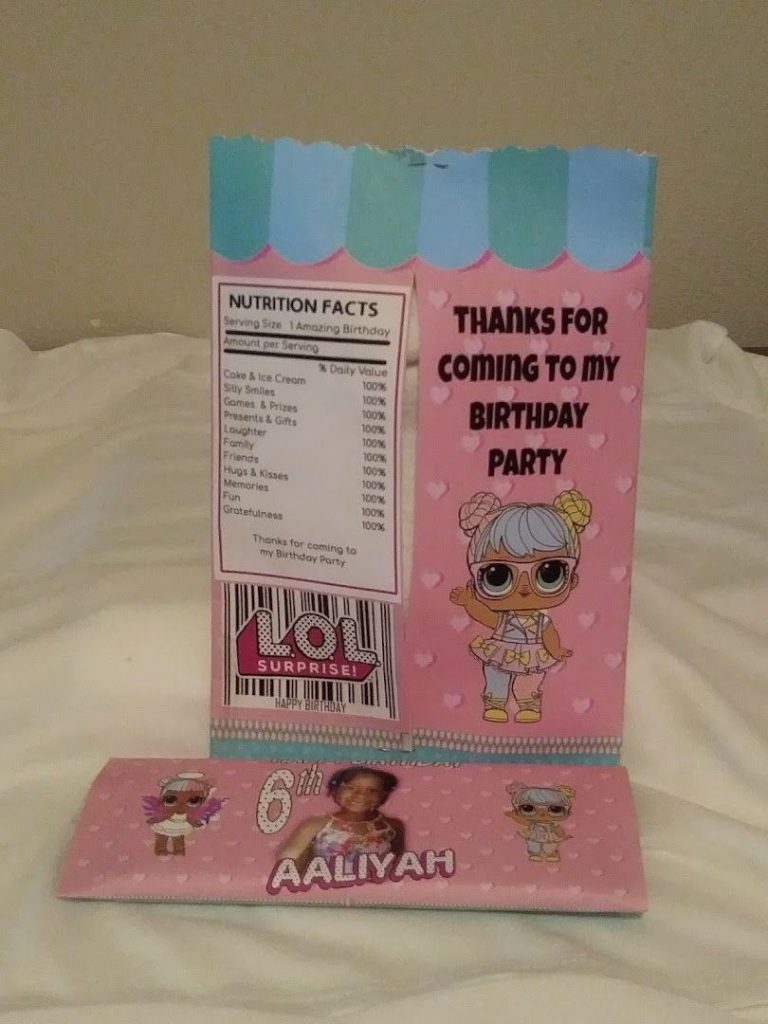 NUTRITION FACTS
Serving Size 1 Amazing Birthday
Amount per Serving
% Daily Value
Cake & Ice Cream 100%
Silly Smiles 100%
Games & Prizes 100%
Presents & Gifts 100%
Laughter 100%
Family 100%
Friends 100%
Hugs & Kisses 100%
Memories 100%
Fun 100%
Gratefulness 100%
Thanks for coming to
my Birthday Party
L.O.L.
SURPRISE!
HAPPY BIRTHDAY
THANKS FOR
COMING TO MY
BIRTHDAY
PARTY
6th
AALIYAH